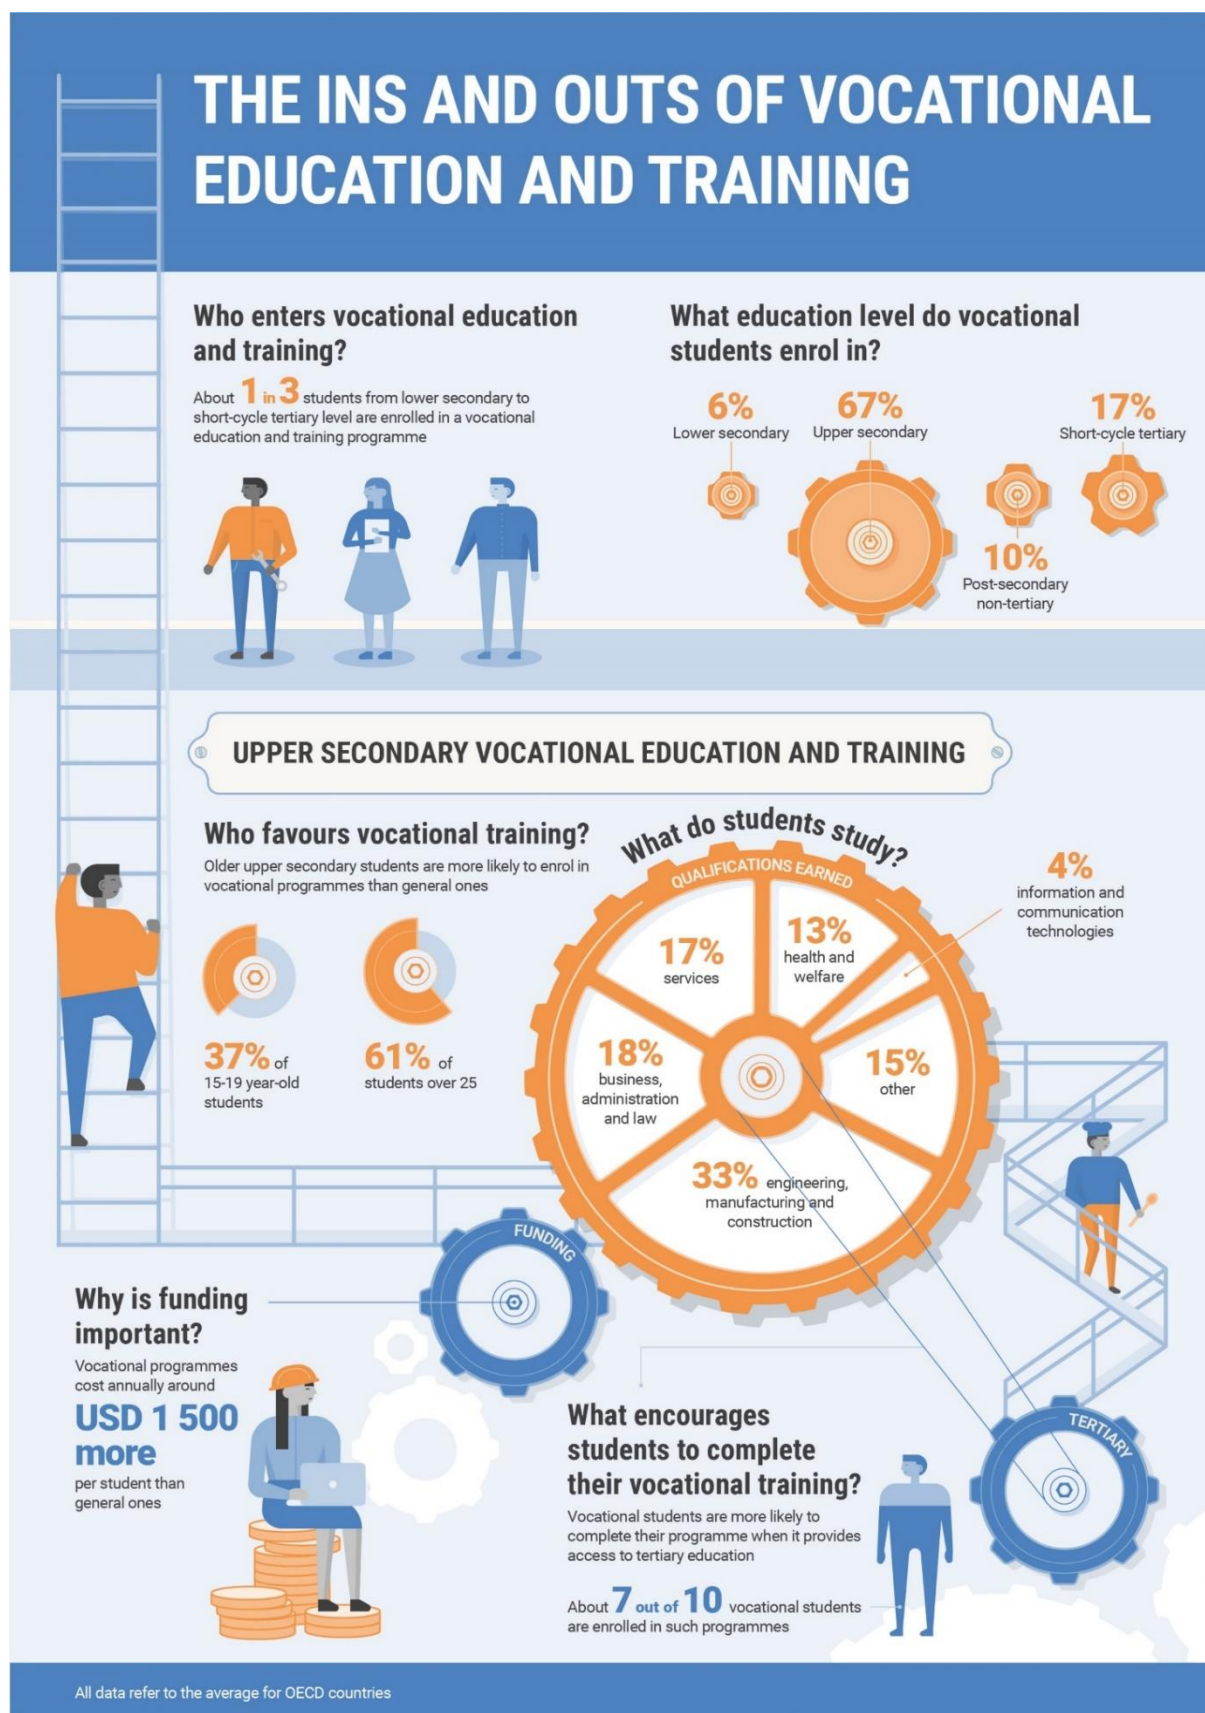 THE INS AND OUTS OF VOCATIONAL
EDUCATION AND TRAINING
Who enters vocational education
and training?
About 1 in 3 students from lower secondary to
short-cycle tertiary level are enrolled in a vocational
education and training programme
What education level do vocational
students enrol in?
6%
Lower secondary
67%
Upper secondary
10%
Post-secondary
non-tertiary
17%
Short-cycle tertiary
UPPER SECONDARY VOCATIONAL EDUCATION AND TRAINING
Who favours vocational training?
Older upper secondary students are more likely to enrol in
vocational programmes than general ones
37% of
15-19 year-old
students
61% of
students over 25
What do students study?
QUALIFICATIONS EARNED
17%
services
13%
health and
welfare
4%
information and
communication
technologies
18%
business,
administration
and law
15%
other
33% engineering,
manufacturing and
construction
FUNDING
Why is funding
important?
Vocational programmes
cost annually around
USD 1 500
more
per student than
general ones
What encourages
students to complete
their vocational training?
Vocational students are more likely to
complete their programme when it provides
access to tertiary education
About 7 out of 10 vocational students
are enrolled in such programmes
TERTIARY
All data refer to the average for OECD countries